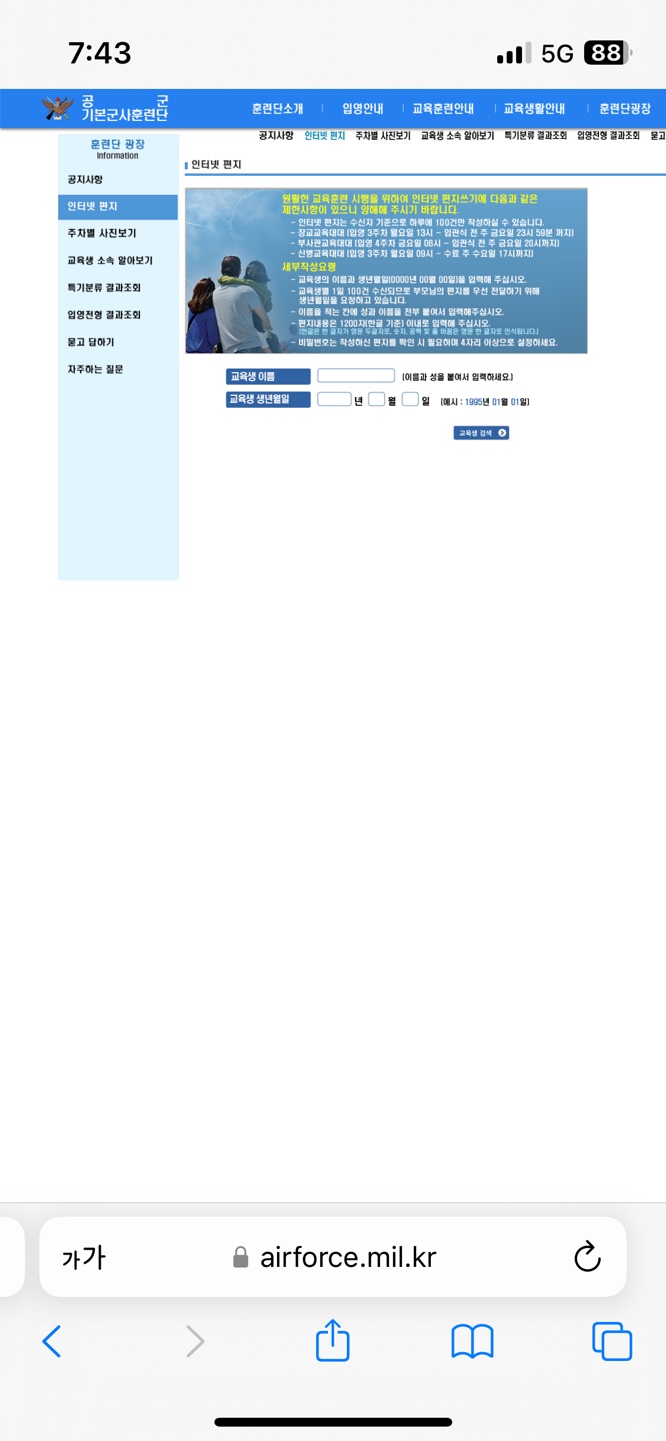 7:43
5G
88
공 군
기본군사훈련단
훈련단소개
입영안내
교육훈련안내
교육생활안내
훈련단광장
공지사항 인터넷 편지 주차별 사진보기 교육생 소속 알아보기 특기분류 결과조회 입영전형 결과조회 묻고
훈련단 광장
Information
공지사항
인터넷 편지
주차별 사진보기
교육생 소속 알아보기
특기분류 결과조회
입영전형 결과조회
묻고 답하기
자주하는 질문
인터넷 편지
원활한 교육훈련 시행을 위하여 인터넷 편지쓰기에 다음과 같은
제한사항이 있으니 양해해 주시기 바랍니다.
- 인터넷 편지는 수신자 기준으로 하루에 100건만 작성하실 수 있습니다.
- 장교교육대대 (입영 3주차 월요일 13시 ~ 임관식 전 주 금요일 23시 59분 까지)
- 부사관교육대대 (입영 4주차 금요일 08시 ~ 임관식 전 주 금요일 20시까지)
- 신병교육대대 (입영 3주차 월요일 09시 ~ 수료 주 수요일 17시까지)
세부작성요령
- 교육생의 이름과 생년월일(0000년 00월 00일)을 입력해 주십시오.
- 교육생별 1일 100건 수신되므로 부모님의 편지를 우선 전달하기 위해
생년월일을 요청하고 있습니다.
- 이름을 적는 칸에 성과 이름을 전부 붙여서 입력해주십시오.
- 편지내용은 1200자(한글 기준) 이내로 입력해 주십시오.
(한글은 한 글자가 영문 두글자로, 숫자, 공백 및 줄 바꿈은 영문 한 글자로 인식됩니다.)
- 비밀번호는 작성하신 편지를 확인 시 필요하며 4자리 이상으로 설정하세요.
교육생 이름 (이름과 성을 붙여서 입력하세요.)
교육생 생년월일 년 월 일 (예시 : 1995년 01월 01일)
교육생 검색
가가
airforce.mil.kr